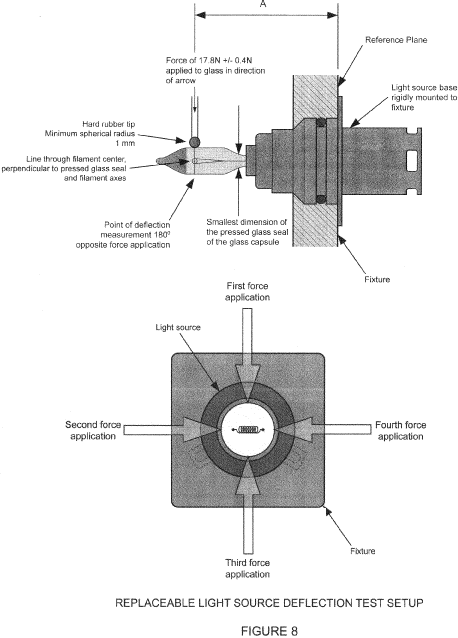 A
Reference Plane
Force of 17.8N +/- 0.4N
applied to glass in direction
of arrow
Light source base
rigidly mounted to
fixture
Hard rubber tip
Minimum spherical radius
1 mm
Line through filament center,
perpendicular to pressed glass seal
and filament axes
Point of deflection
measurement 180º
opposite force application
Smallest dimension of
the pressed glass seal
of the glass capsule
Fixture
First force
application
Light source
Second force
application
Fourth force
application
Third force
application
Fixture
REPLACEABLE LIGHT SOURCE DEFLECTION TEST SETUP
FIGURE 8